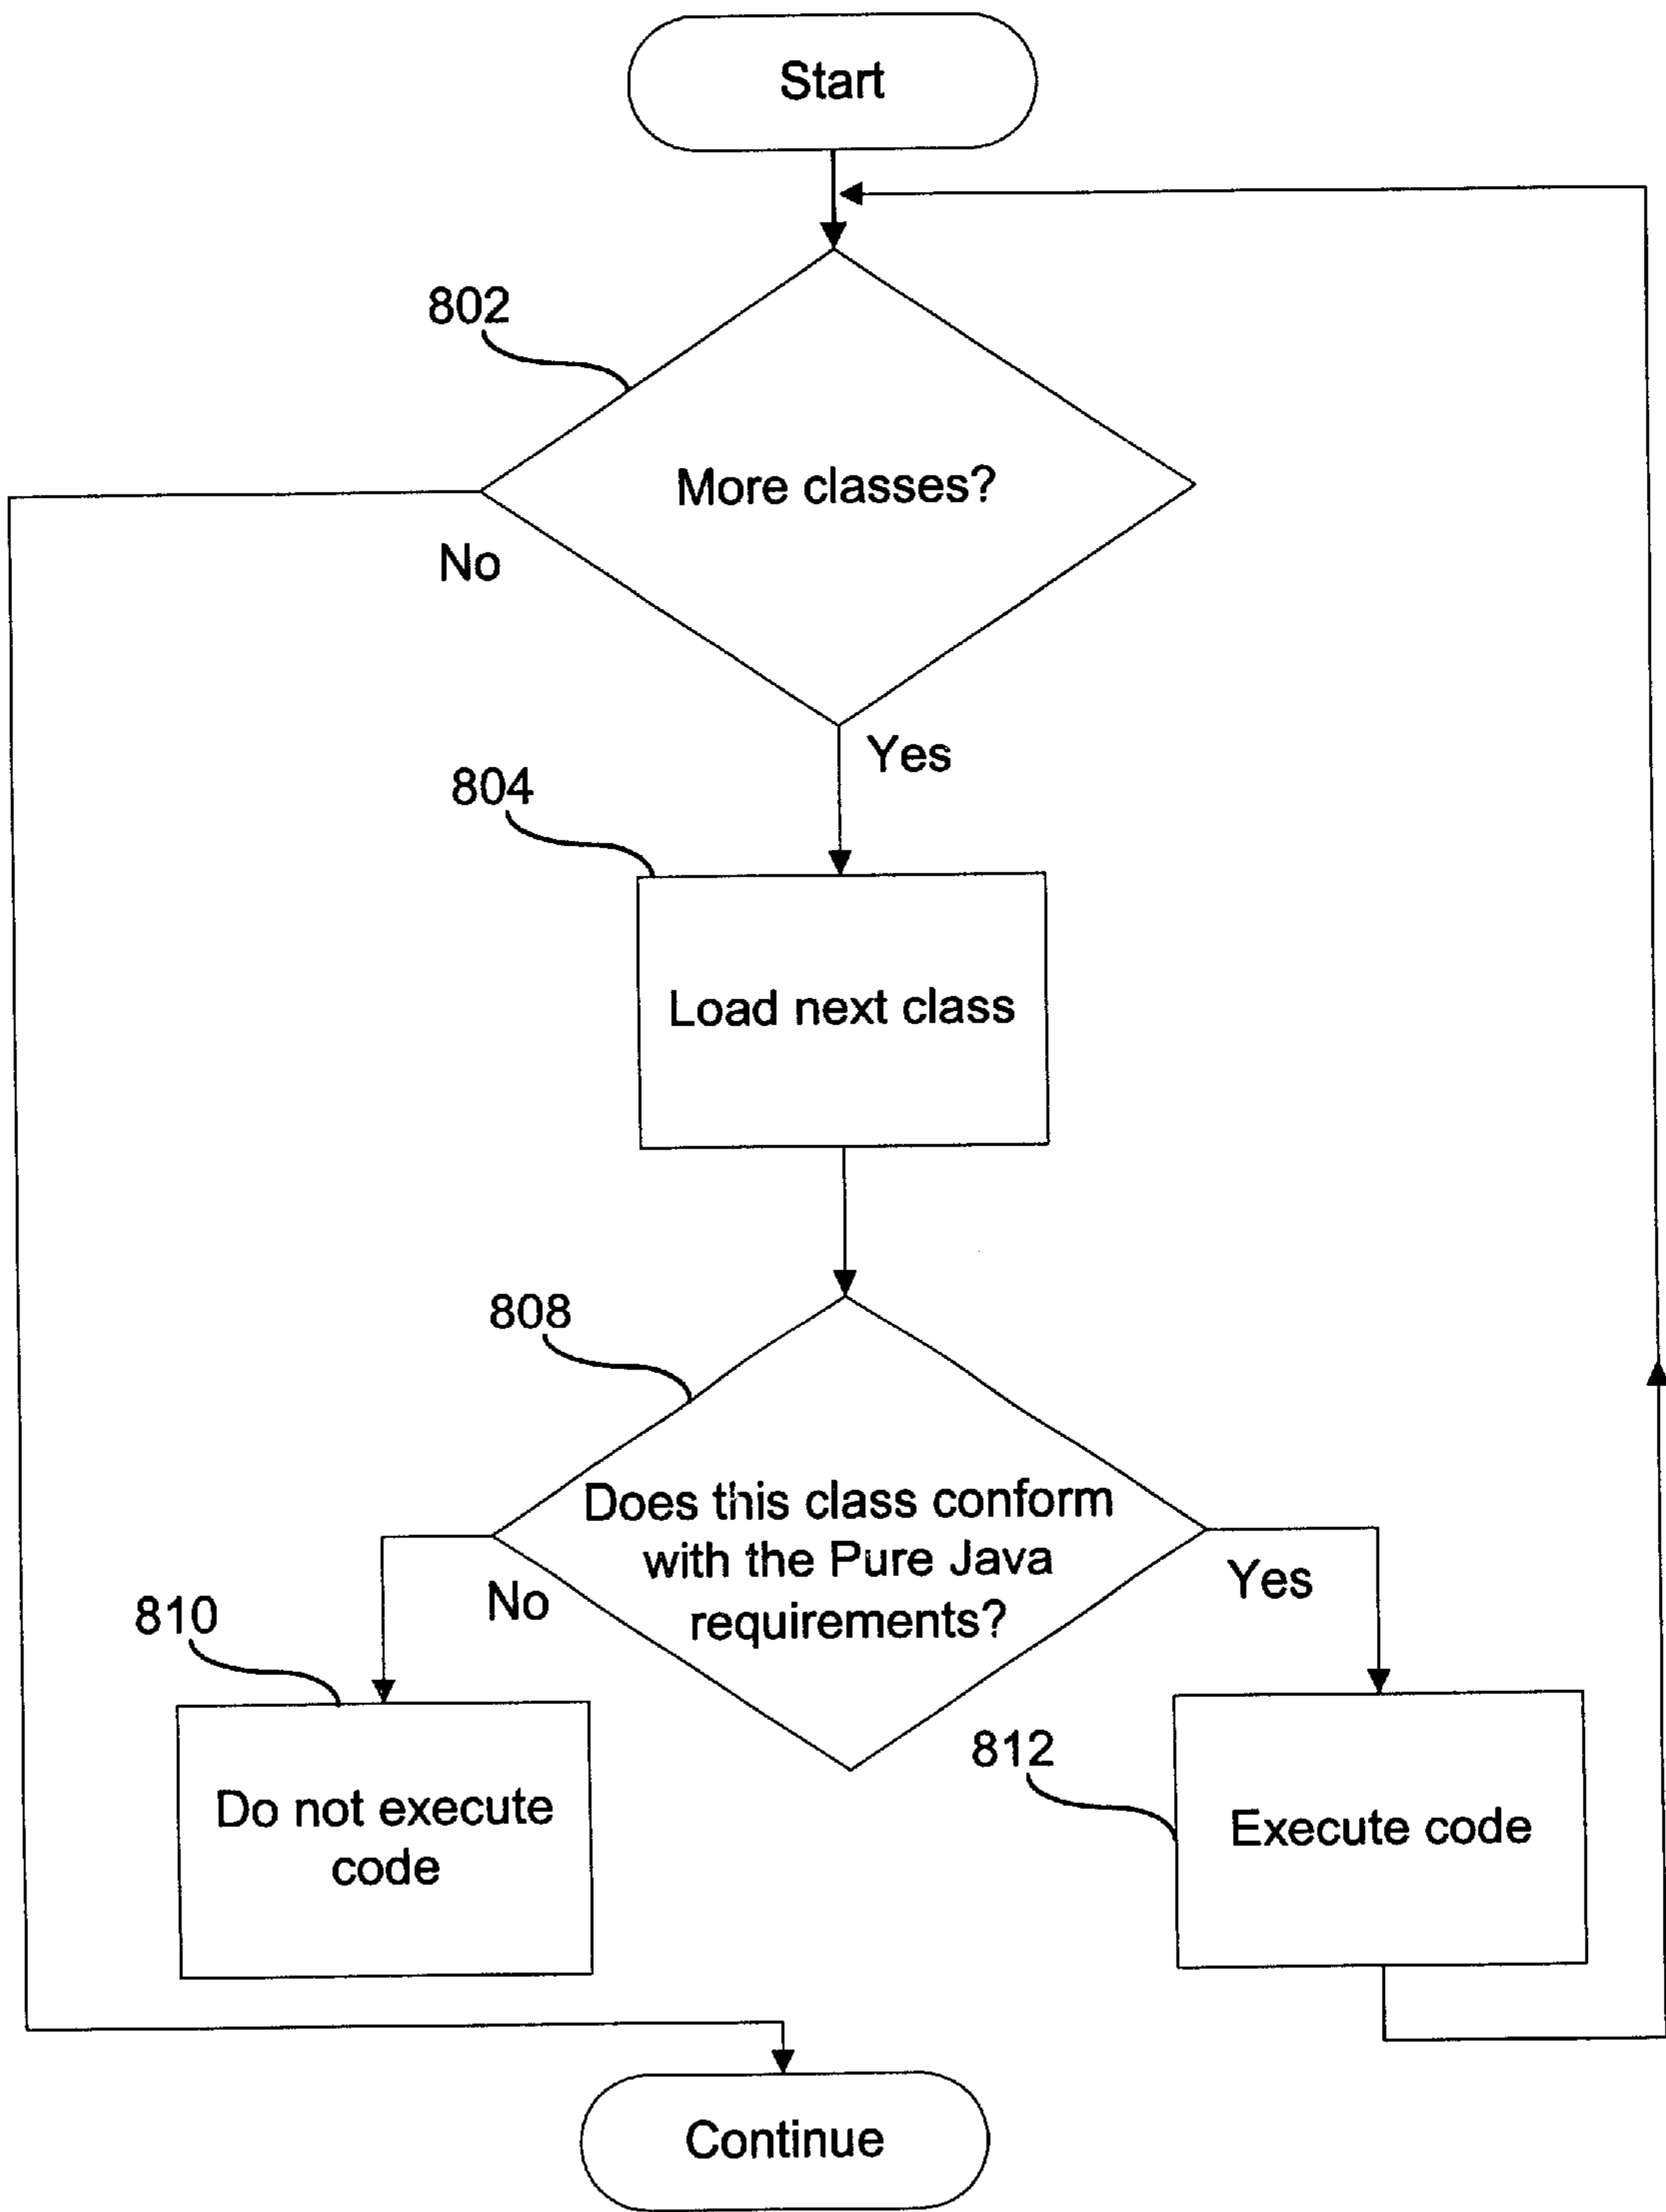 Start
802
More classes?
No
Yes
804
Load next class
808
Does this class conform
with the Pure Java
requirements?
No
Yes
810
Do not execute
code
812
Execute code
Continue